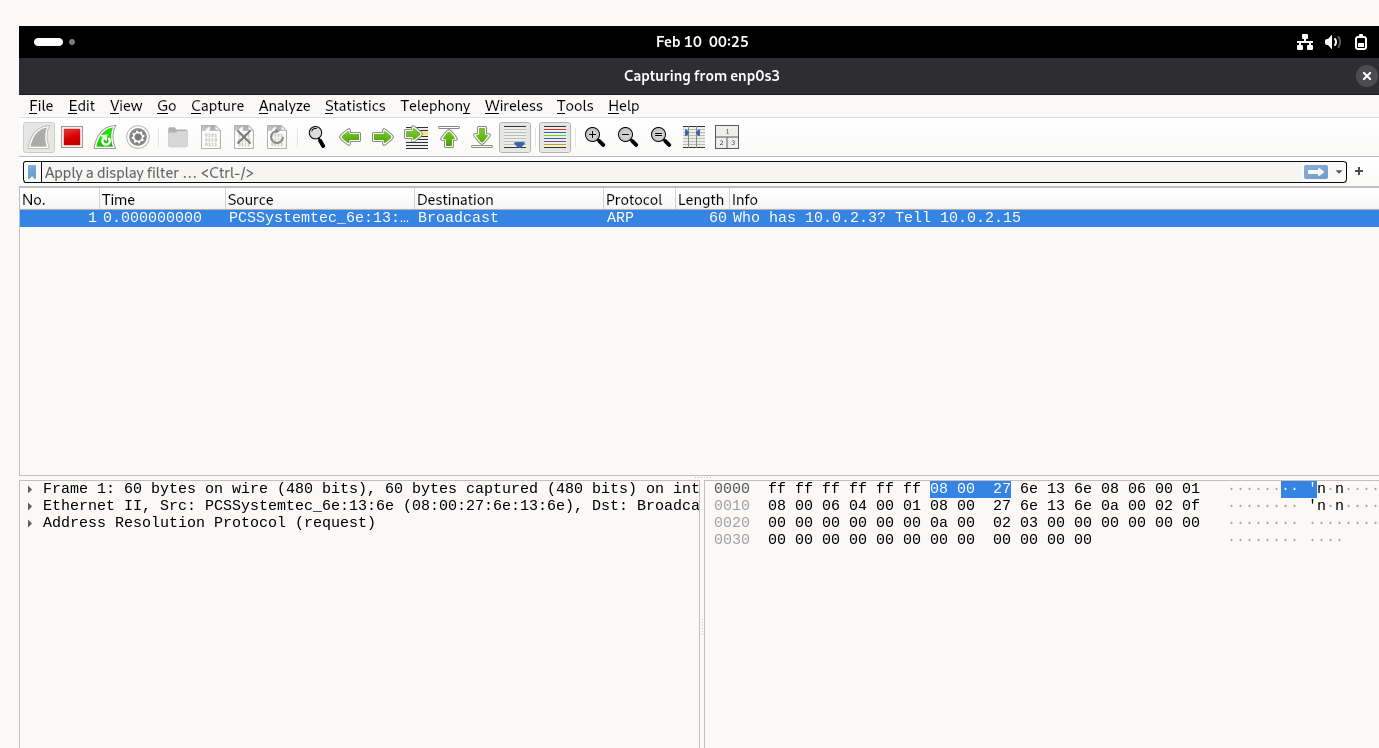 Feb 10 00:25
Capturing from enp0s3
File Edit View Go Capture Analyze Statistics Telephony Wireless Tools Help
Apply a display filter … <Ctrl-/>
+
No. Time Source Destination Protocol Length Info
1 0.000000000 PCSSystemtec_6e:13:… Broadcast ARP 60 Who has 10.0.2.3? Tell 10.0.2.15
Frame 1: 60 bytes on wire (480 bits), 60 bytes captured (480 bits) on int
Ethernet II, Src: PCSSystemtec_6e:13:6e (08:00:27:6e:13:6e), Dst: Broadca
Address Resolution Protocol (request)
0000 ff ff ff ff ff ff 08 00 27 6e 13 6e 08 06 00 01 ········ 'n·n····
0010 08 00 06 04 00 01 08 00 27 6e 13 6e 0a 00 02 0f ········ 'n·n····
0020 00 00 00 00 00 00 0a 00 02 03 00 00 00 00 00 00 ········ ········
0030 00 00 00 00 00 00 00 00 00 00 00 00 ········ ····